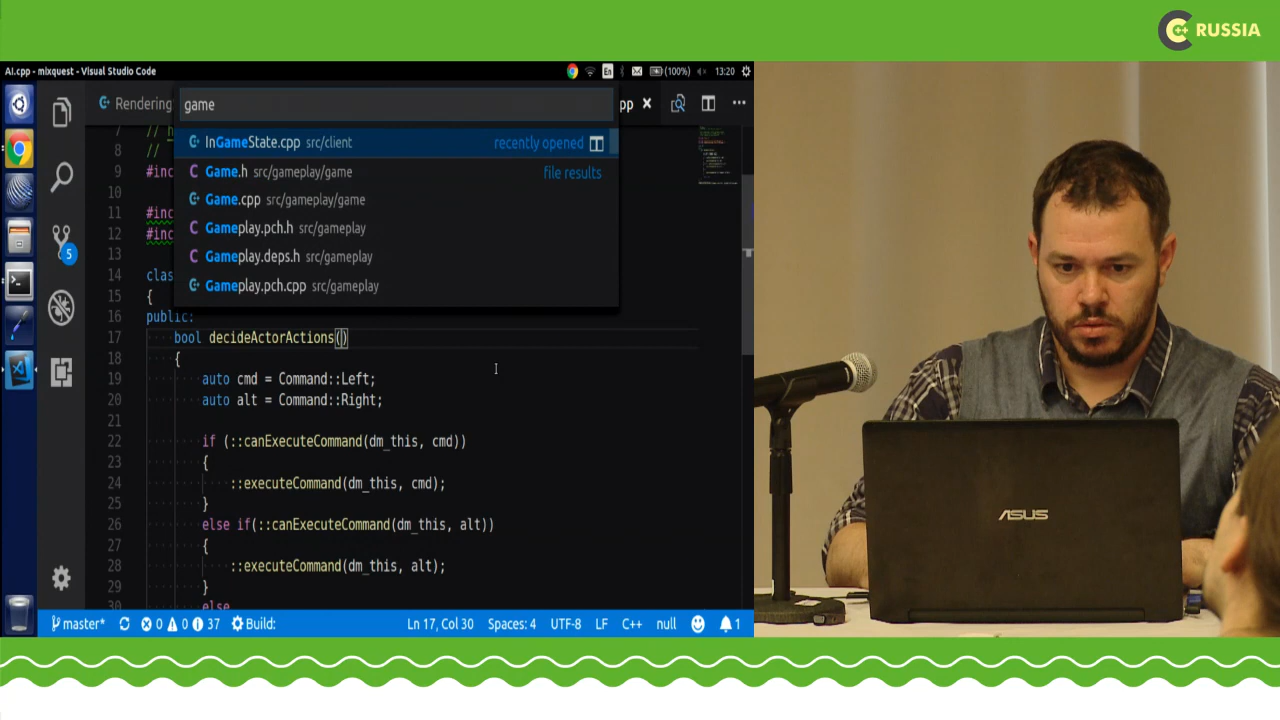 C++ RUSSIA
AI.cpp - mixquest - Visual Studio Code
En
(100%)
13:20
Rendering
game
pp
InGameState.cpp src/client recently opened
Game.h src/gameplay/game file results
Game.cpp src/gameplay/game
Gameplay.pch.h src/gameplay
Gameplay.deps.h src/gameplay
Gameplay.pch.cpp src/gameplay
7 //
8 //
9 #inc
10
11 #inc
12 #inc
13
14 clas
15 {
16 public:
17 bool decideActorActions()
18 {
19 auto cmd = Command::Left;
20 auto alt = Command::Right;
21
22 if (::canExecuteCommand(dm_this, cmd))
23 {
24 ::executeCommand(dm_this, cmd);
25 }
26 else if(::canExecuteCommand(dm_this, alt))
27 {
28 ::executeCommand(dm_this, alt);
29 }
30 else
5
master* 0 0 37 Build: Ln 17, Col 30 Spaces: 4 UTF-8 LF C++ null 1
ASUS